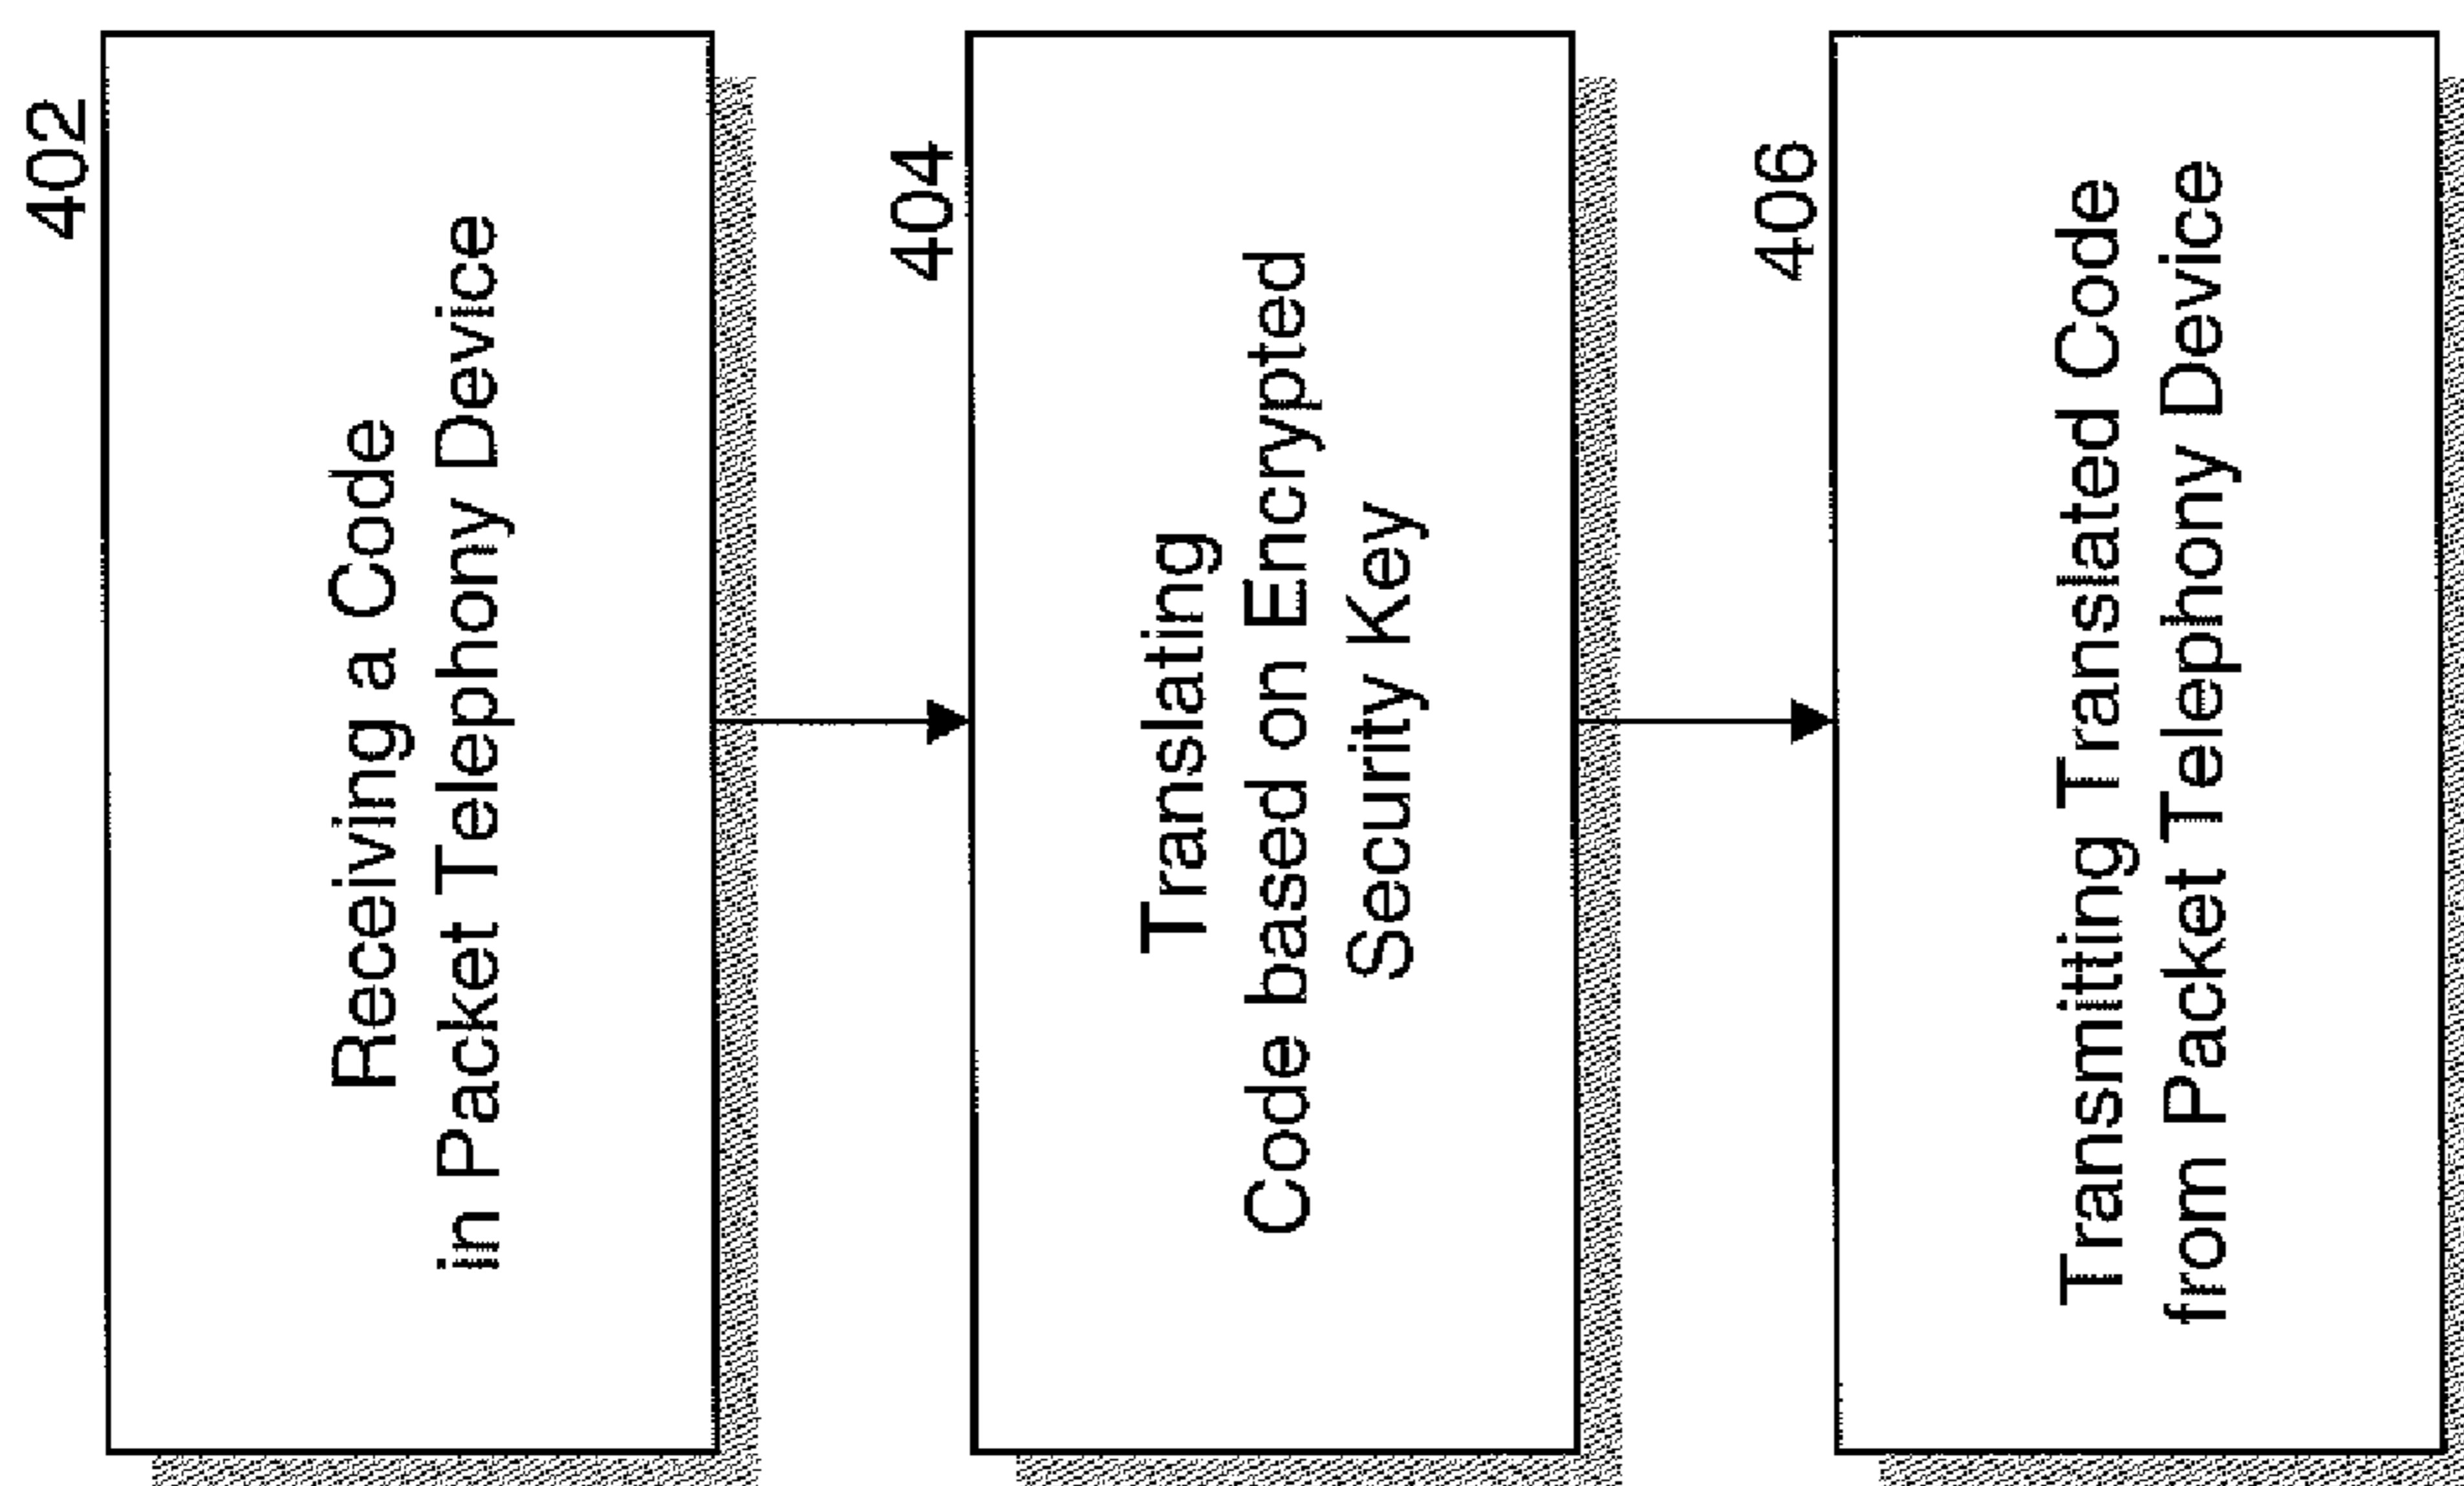 402
Receiving a Code
in Packet Telephony Device
404
Translating
Code based on Encrypted
Security Key
406
Transmitting Translated Code
from Packet Telephony Device